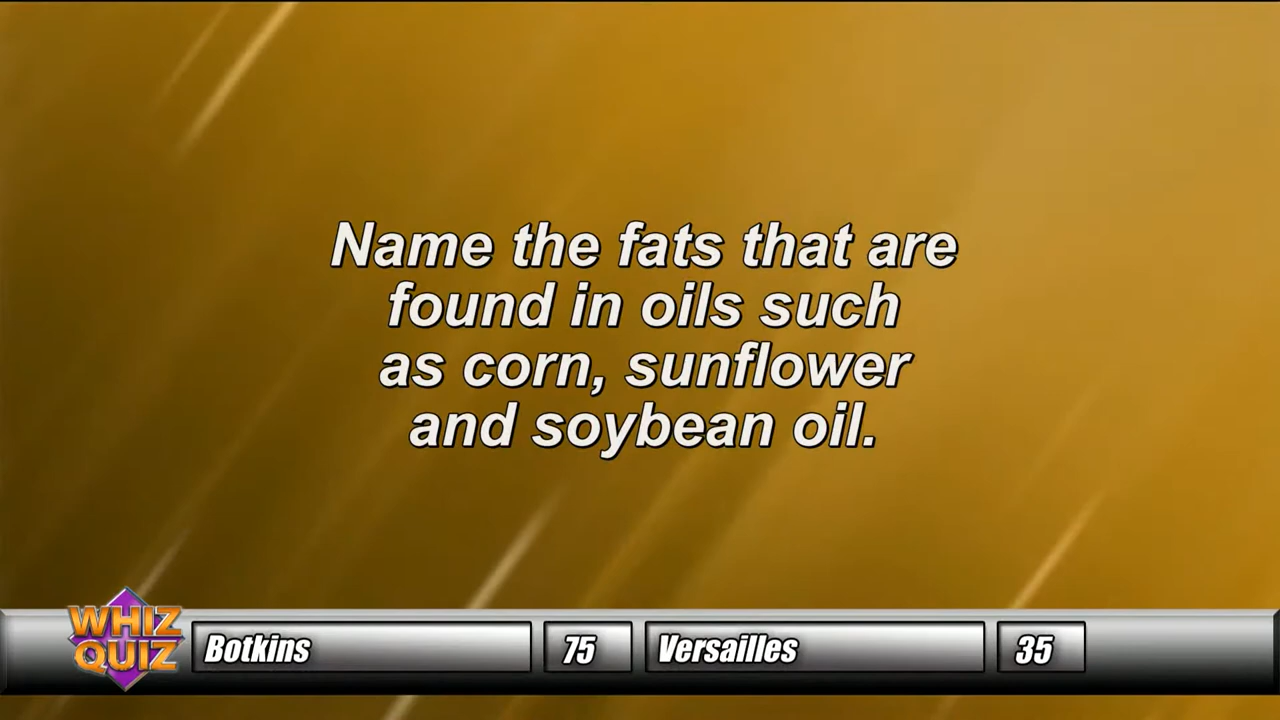 Name the fats that are
found in oils such
as corn, sunflower
and soybean oil.
WHIZ
QUIZ
Botkins 75 Versailles 35